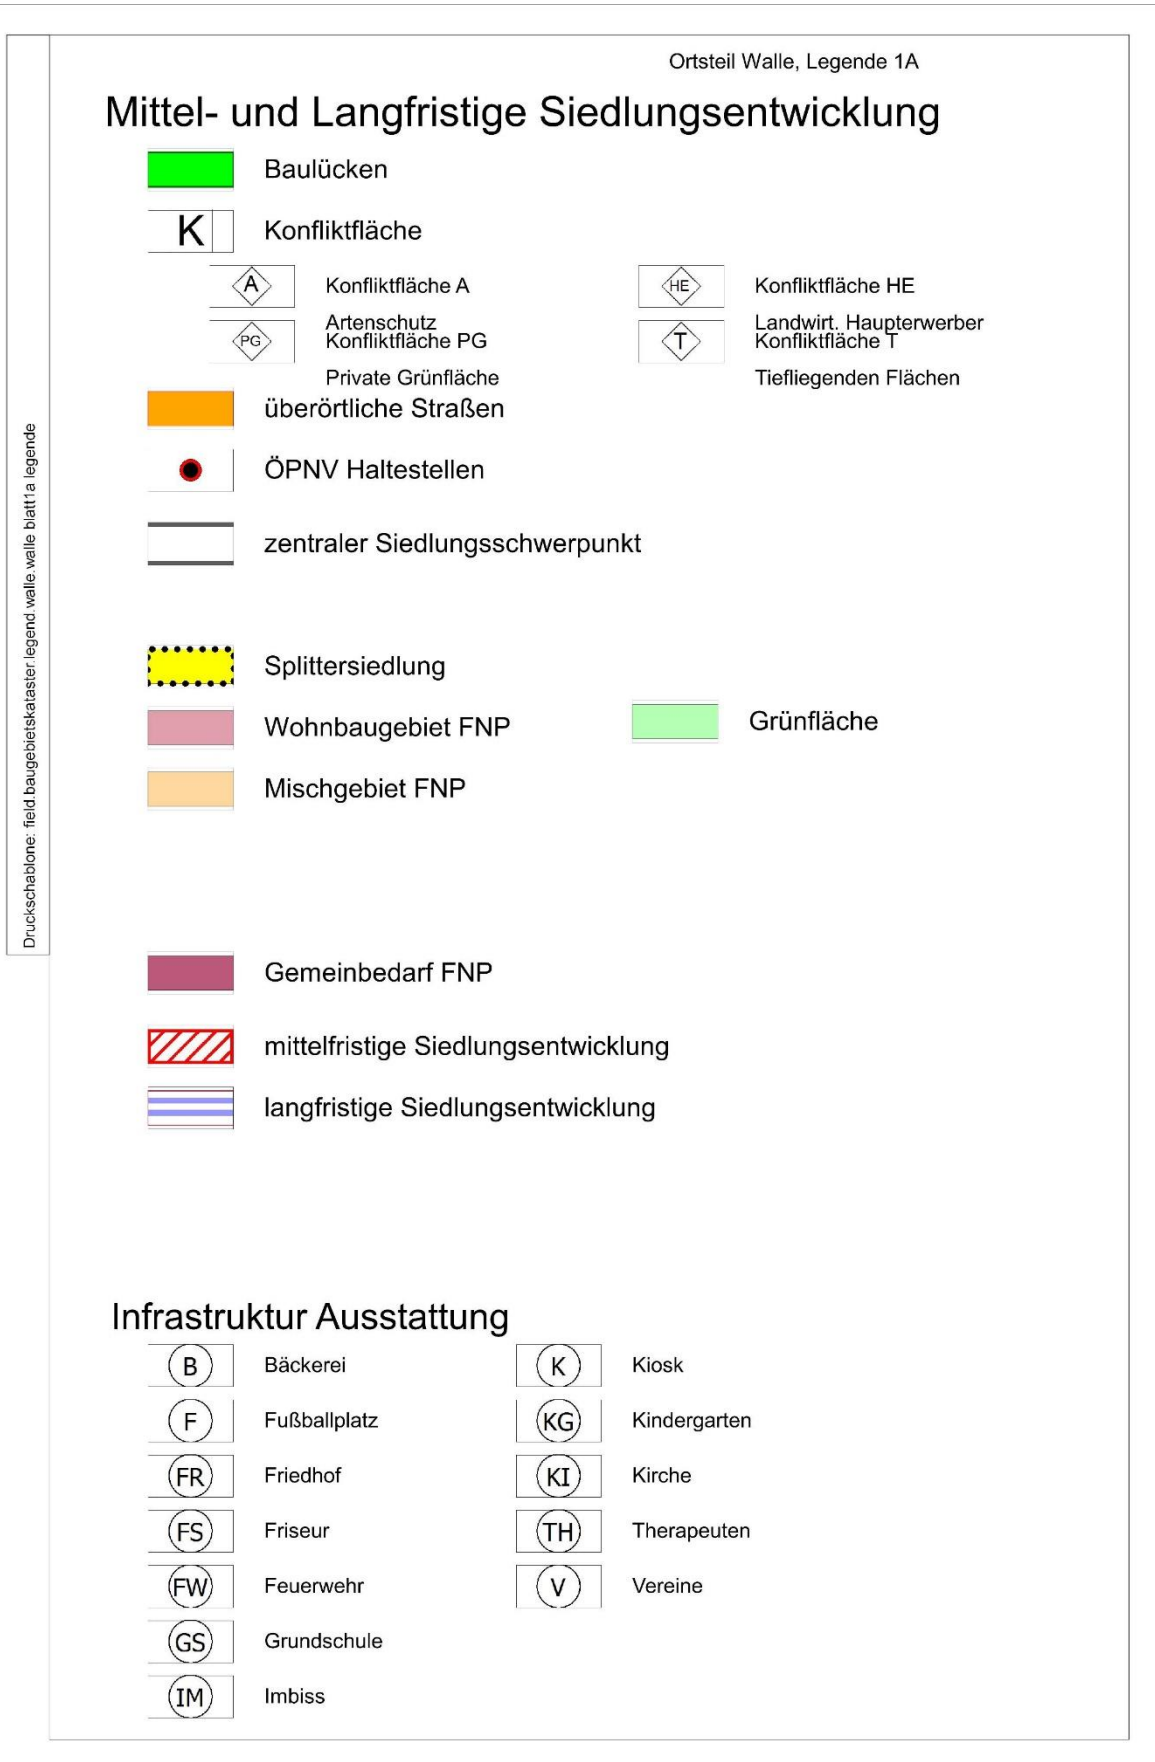 Ortsteil Walle, Legende 1A
Mittel- und Langfristige Siedlungsentwicklung
Baulücken
K Konfliktfläche
A Konfliktfläche A
Artenschutz
HE Konfliktfläche HE
Landwirt. Haupterwerber
PG Konfliktfläche PG
Private Grünfläche
T Konfliktfläche T
Tiefliegenden Flächen
überörtliche Straßen
ÖPNV Haltestellen
zentraler Siedlungsschwerpunkt
Splittersiedlung
Wohnbaugebiet FNP
Grünfläche
Mischgebiet FNP
Gemeinbedarf FNP
mittelfristige Siedlungsentwicklung
langfristige Siedlungsentwicklung
Infrastruktur Ausstattung
B Bäckerei
F Fußballplatz
FR Friedhof
FS Friseur
FW Feuerwehr
GS Grundschule
IM Imbiss
K Kiosk
KG Kindergarten
KI Kirche
TH Therapeuten
V Vereine
Druckschablone: field.baugebietskataster.legend.walle.walle blatt1a legende